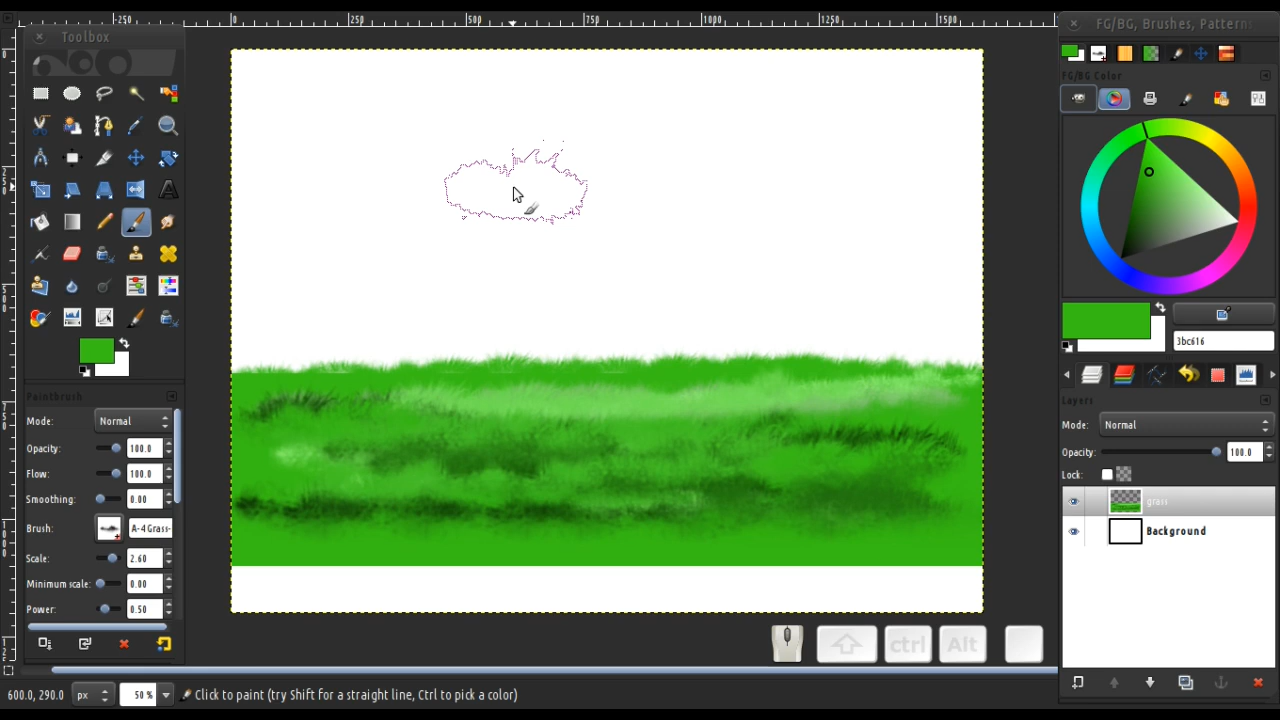 -250 0 250 500 750 1000 1250 1500
Toolbox
FG/BG, Brushes, Patterns
FG/BG Color
3bc616
Paintbrush
Mode: Normal
Opacity: 100.0
Flow: 100.0
Smoothing: 0.00
Brush: A-4 Grass-
Scale: 2.60
Minimum scale: 0.00
Power: 0.50
Layers
Mode: Normal
Opacity: 100.0
Lock:
grass
Background
ctrl
Alt
600.0, 290.0 px 50 % Click to paint (try Shift for a straight line, Ctrl to pick a color)